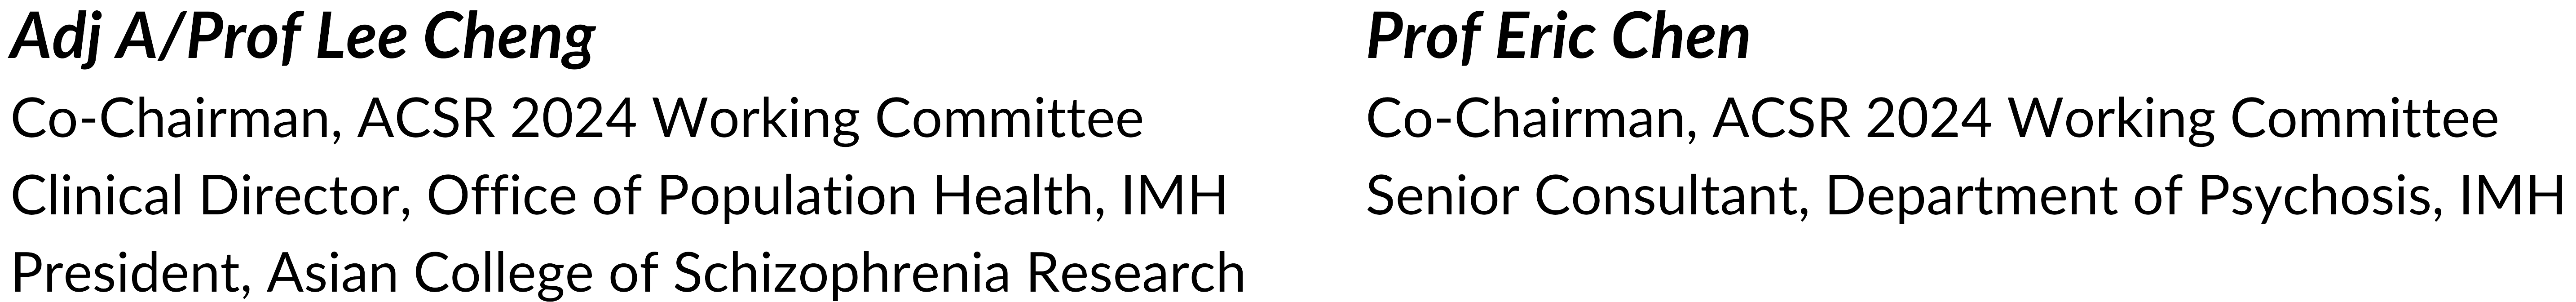 Adj A/Prof Lee Cheng
Co-Chairman, ACSR 2024 Working Committee
Clinical Director, Office of Population Health, IMH
President, Asian College of Schizophrenia Research
Prof Eric Chen
Co-Chairman, ACSR 2024 Working Committee
Senior Consultant, Department of Psychosis, IMH